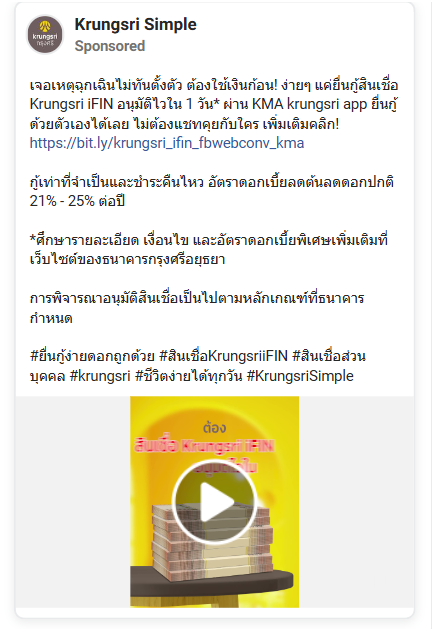 Krungsri Simple
Sponsored
krungsri
กรุงศรี
เจอเหตุฉุกเฉินไม่ทันตั้งตัว ต้องใช้เงินก้อน! ง่ายๆ แค่ยื่นกู้สินเชื่อ
Krungsri iFIN อนุมัติไวใน 1 วัน* ผ่าน KMA krungsri app ยื่นกู้
ด้วยตัวเองได้เลย ไม่ต้องแชทคุยกับใคร เพิ่มเติมคลิก!
https://bit.ly/krungsri_ifin_fbwebconv_kma
กู้เท่าที่จำเป็นและชำระคืนไหว อัตราดอกเบี้ยลดต้นลดดอกปกติ
21% - 25% ต่อปี
*ศึกษารายละเอียด เงื่อนไข และอัตราดอกเบี้ยพิเศษเพิ่มเติมที่
เว็บไซต์ของธนาคารกรุงศรีอยุธยา
การพิจารณาอนุมัติสินเชื่อเป็นไปตามหลักเกณฑ์ที่ธนาคาร
กำหนด
#ยื่นกู้ง่ายดอกถูกด้วย #สินเชื่อKrungsriiFIN #สินเชื่อส่วน
บุคคล #krungsri #ชีวิตง่ายได้ทุกวัน #KrungsriSimple
ต้อง
สินเชื่อ Krungsri iFIN